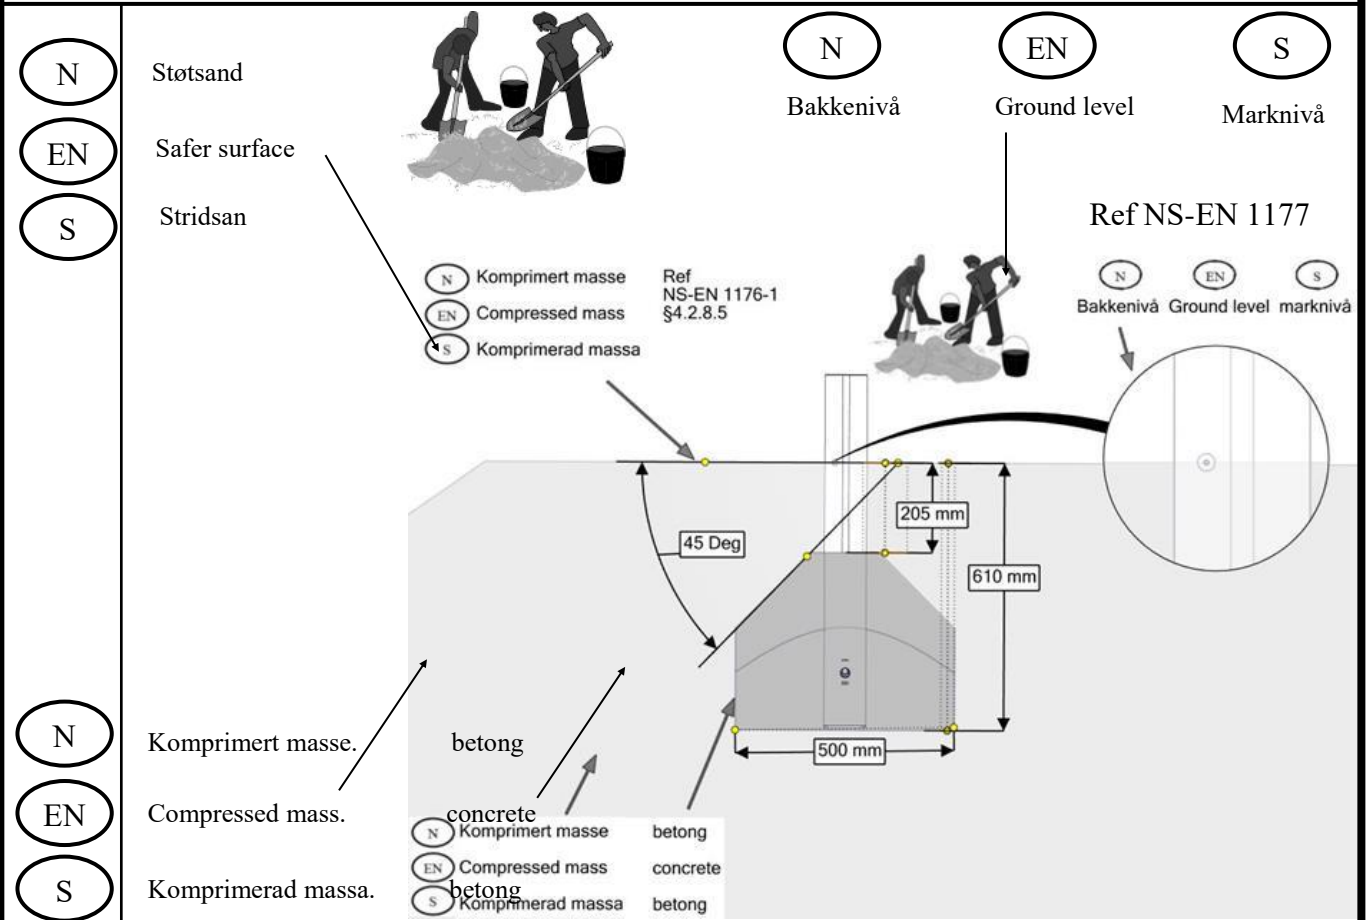 N Støtsand
EN Safer surface
S Stridsan
N EN S
Bakkenivå Ground level Marknivå
Ref NS-EN 1177
N Komprimert masse
EN Compressed mass
S Komprimerad massa
Ref
NS-EN 1176-1
§4.2.8.5
N EN S
Bakkenivå Ground level marknivå
45 Deg
205 mm
610 mm
500 mm
N Komprimert masse. betong
EN Compressed mass. concrete
S Komprimerad massa. betong
N Komprimert masse betong
EN Compressed mass concrete
S Komprimerad massa betong